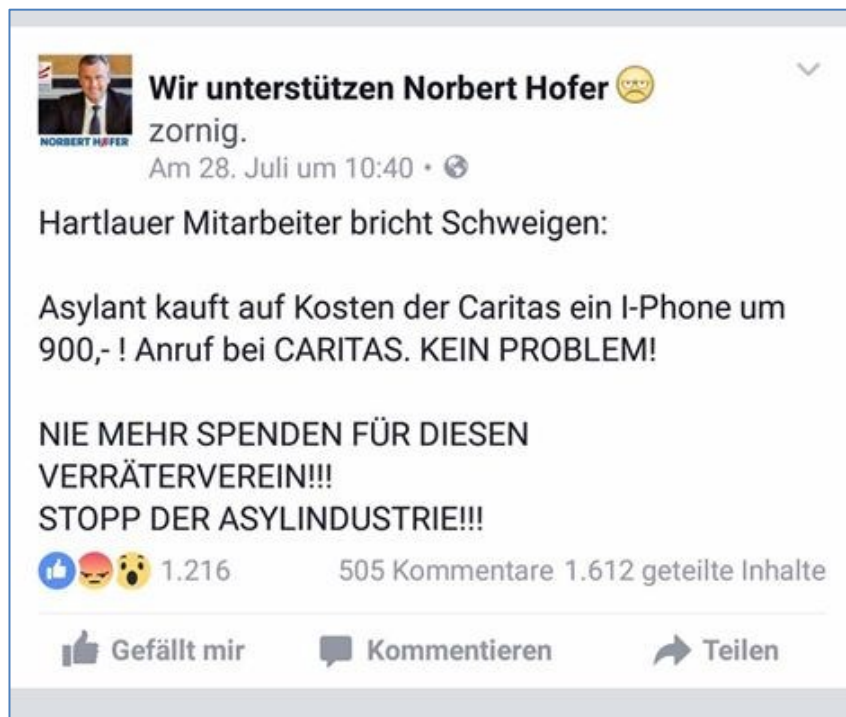 NORBERT HOFER
Wir unterstützen Norbert Hofer
zornig.
Am 28. Juli um 10:40 •
Hartlauer Mitarbeiter bricht Schweigen:
Asylant kauft auf Kosten der Caritas ein I-Phone um
900,- ! Anruf bei CARITAS. KEIN PROBLEM!
NIE MEHR SPENDEN FÜR DIESEN
VERRÄTERVEREIN!!!
STOPP DER ASYLINDUSTRIE!!!
1.216 505 Kommentare 1.612 geteilte Inhalte
Gefällt mir Kommentieren Teilen